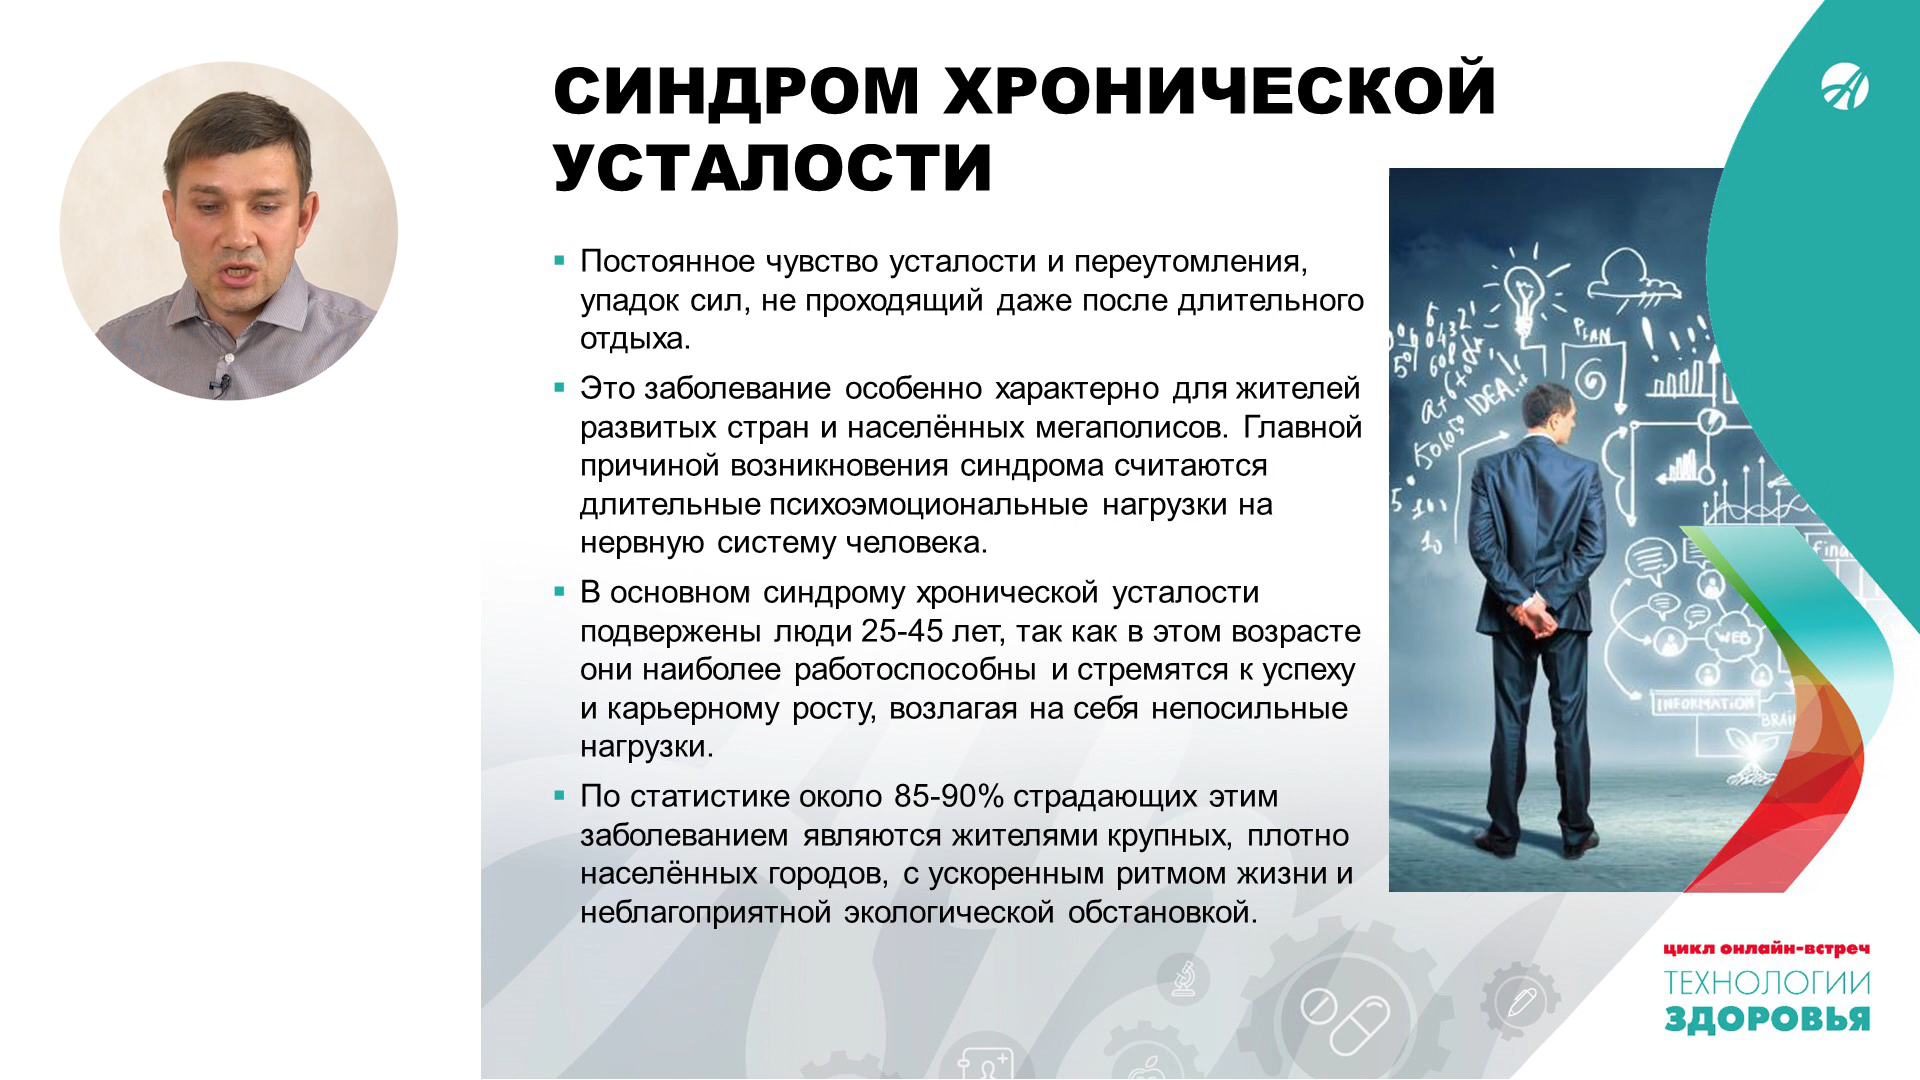 СИНДРОМ ХРОНИЧЕСКОЙ
УСТАЛОСТИ
Постоянное чувство усталости и переутомления,
упадок сил, не проходящий даже после длительного
отдыха.
Это заболевание особенно характерно для жителей
развитых стран и населённых мегаполисов. Главной
причиной возникновения синдрома считаются
длительные психоэмоциональные нагрузки на
нервную систему человека.
В основном синдрому хронической усталости
подвержены люди 25-45 лет, так как в этом возрасте
они наиболее работоспособны и стремятся к успеху
и карьерному росту, возлагая на себя непосильные
нагрузки.
По статистике около 85-90% страдающих этим
заболеванием являются жителями крупных, плотно
населённых городов, с ускоренным ритмом жизни и
неблагоприятной экологической обстановкой.
PLAN
IDEA
WEB
INFORMATION
цикл онлайн-встреч
ТЕХНОЛОГИИ
ЗДОРОВЬЯ